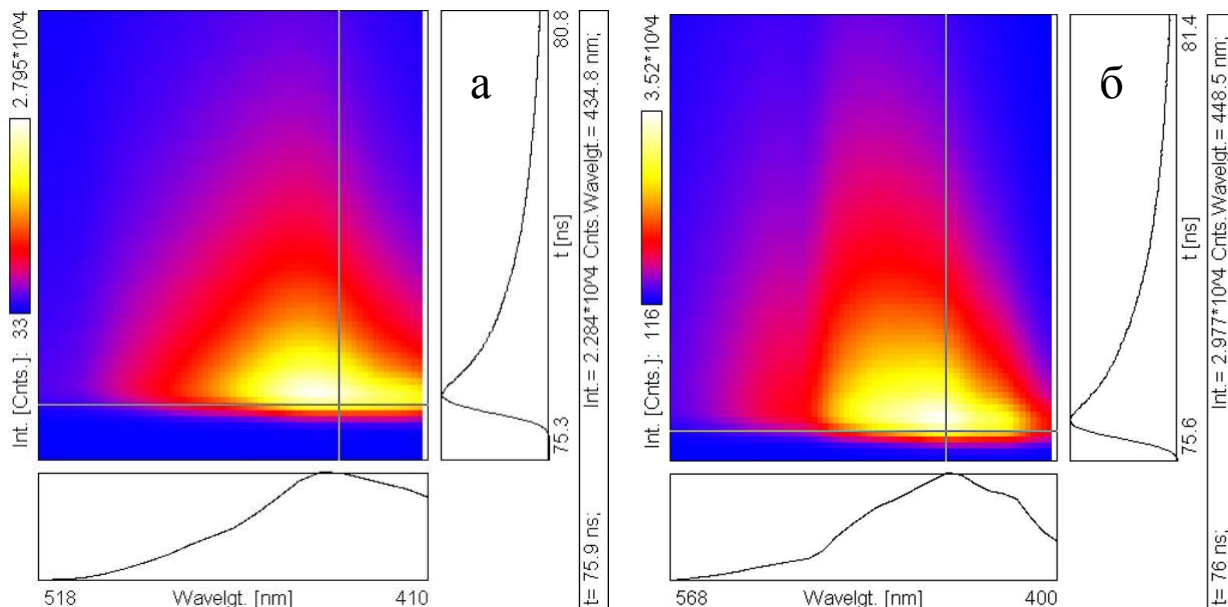 2.795*10^4
Int. [Cnts.]: 33
а
80.8
t [ns]
75.3
Int.= 2.284*10^4 Cnts.Wavelgt.= 434.8 nm;
t= 75.9 ns;
518 Wavelgt. [nm] 410
3.52*10^4
Int. [Cnts.]: 116
б
81.4
t [ns]
75.6
Int.= 2.977*10^4 Cnts.Wavelgt.= 448.5 nm;
t= 76 ns;
568 Wavelgt. [nm] 400